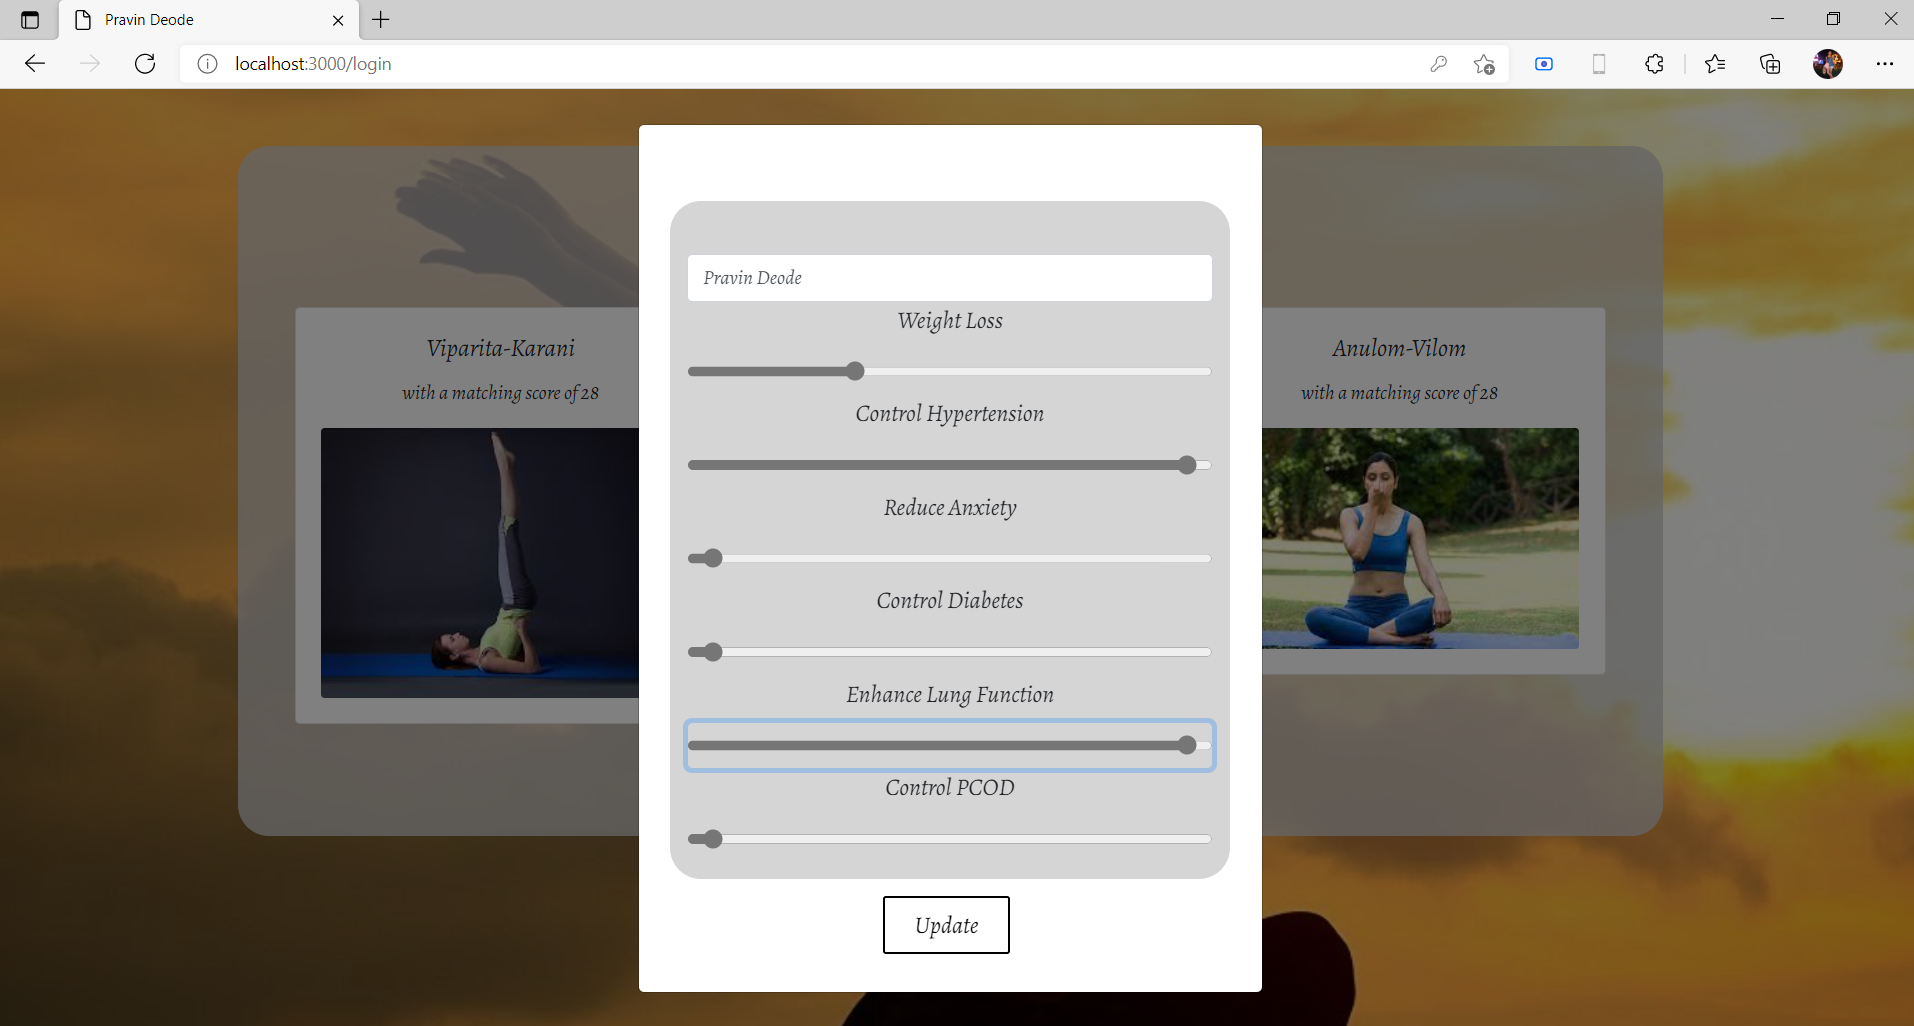 Pravin Deode
localhost:3000/login
Pravin Deode
Weight Loss
Control Hypertension
Reduce Anxiety
Control Diabetes
Enhance Lung Function
Control PCOD
Update
Viparita-Karani
with a matching score of 28
Anulom-Vilom
with a matching score of 28